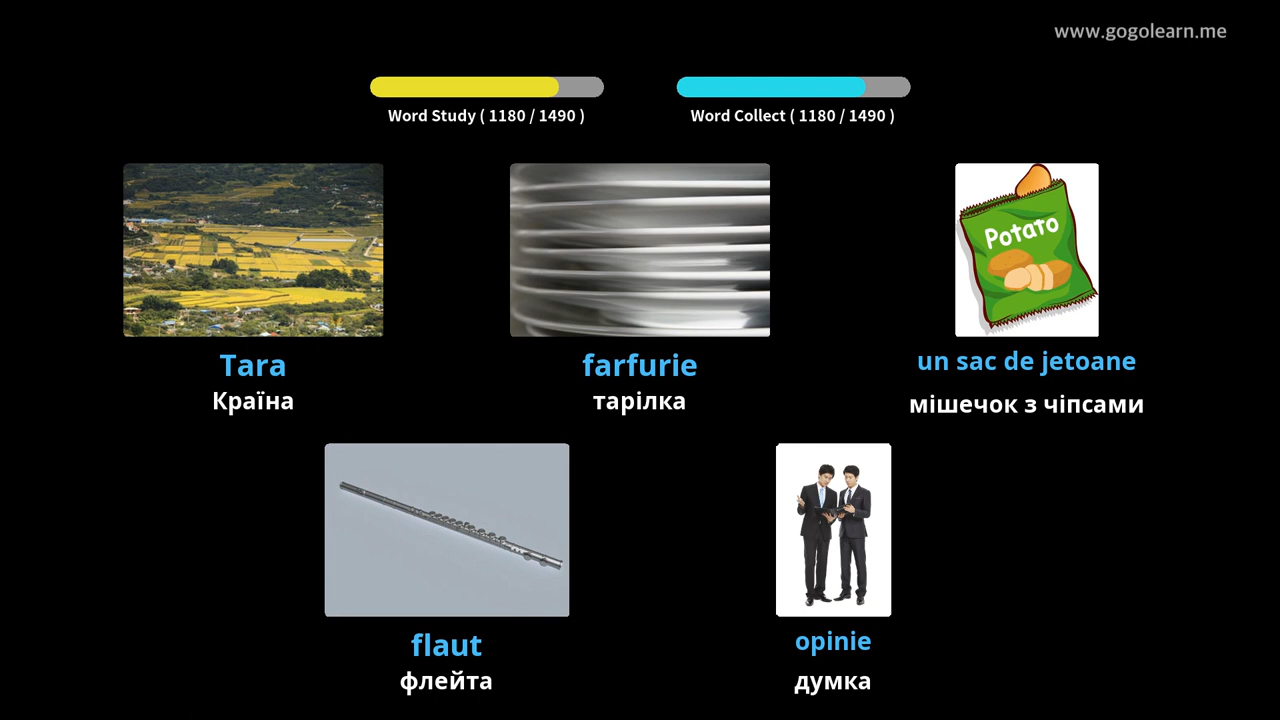 www.gogolearn.me
Word Study ( 1180 / 1490 )
Word Collect ( 1180 / 1490 )
Potato
Tara
Країна
farfurie
тарілка
un sac de jetoane
мішечок з чіпсами
flaut
флейта
opinie
думка